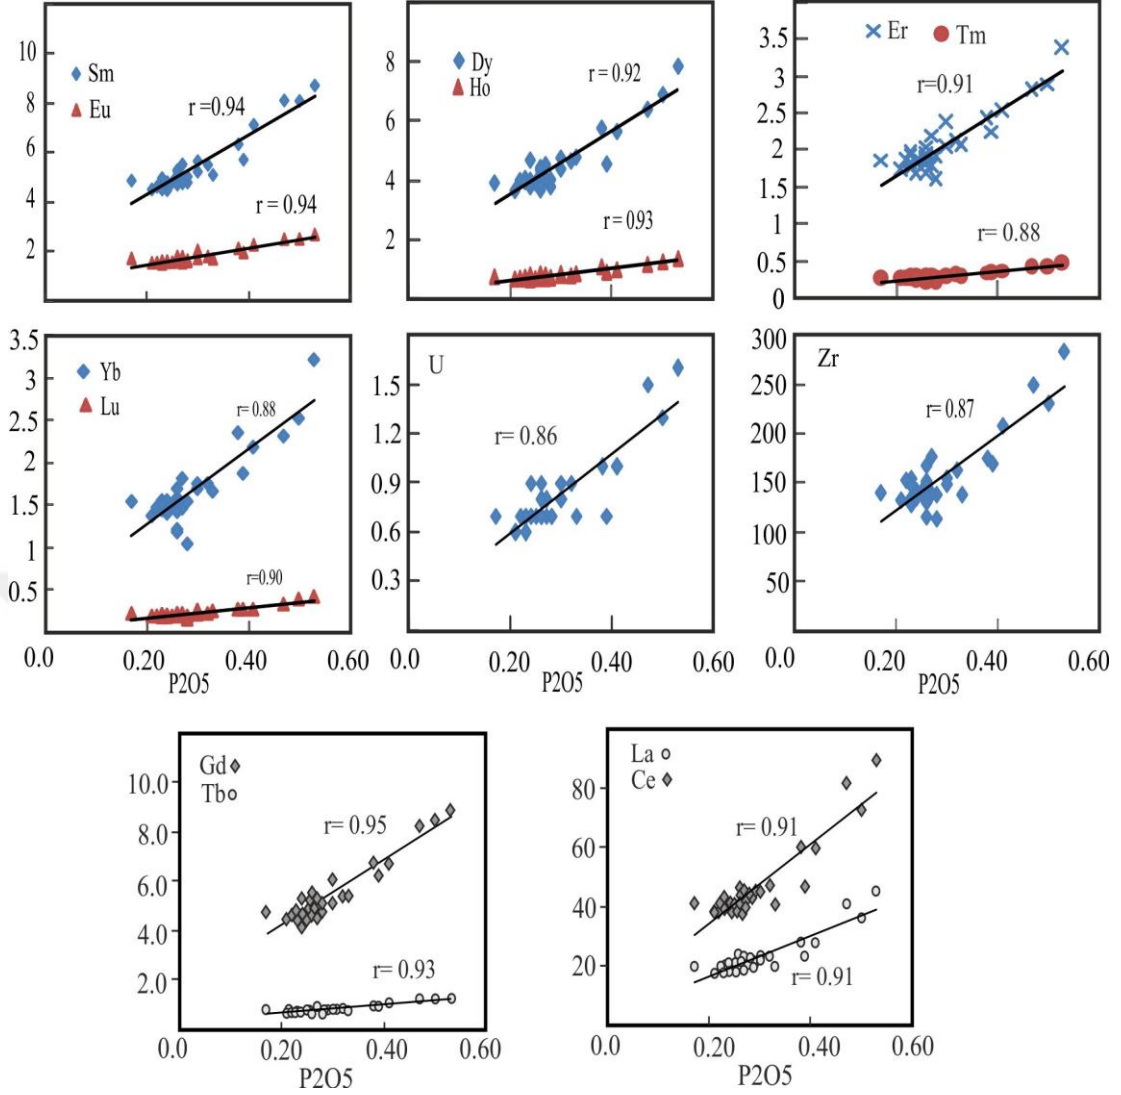 10
8
6
4
2
Sm
Eu
r =0.94
r = 0.94
8
6
4
2
Dy
Ho
r = 0.92
r = 0.93
3.5
3
2.5
2
1.5
1
0.5
0
Er
Tm
r=0.91
r= 0.88
3.5
3
2.5
2
1.5
1
0.5
Yb
Lu
r= 0.88
r=0.90
0.0 0.20 0.40 0.60
P2O5
U
1.5
1.2
0.9
0.6
0.3
r= 0.86
0.0 0.20 0.40 0.60
P2O5
Zr
300
250
200
150
100
50
r= 0.87
0.0 0.20 0.40 0.60
P2O5
Gd
Tb
10.0
8.0
6.0
4.0
2.0
r= 0.95
r= 0.93
0.0 0.20 0.40 0.60
P2O5
La
Ce
80
60
40
20
r= 0.91
r= 0.91
0.0 0.20 0.40 0.60
P2O5